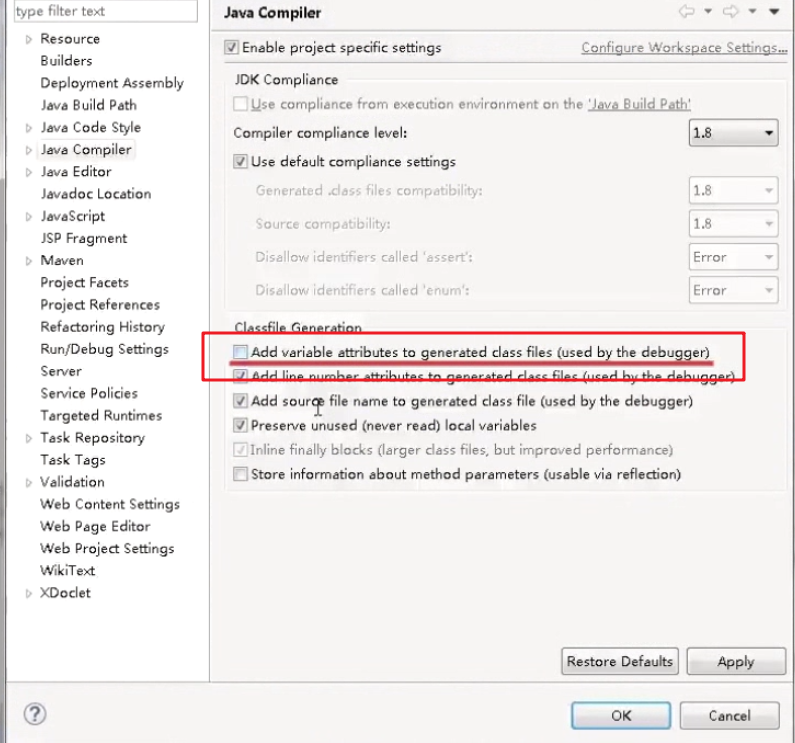 type filter text
Resource
Builders
Deployment Assembly
Java Build Path
Java Code Style
Java Compiler
Java Editor
Javadoc Location
JavaScript
JSP Fragment
Maven
Project Facets
Project References
Refactoring History
Run/Debug Settings
Server
Service Policies
Targeted Runtimes
Task Repository
Task Tags
Validation
Web Content Settings
Web Page Editor
Web Project Settings
WikiText
XDoclet
Java Compiler
Enable project specific settings
Configure Workspace Settings...
JDK Compliance
Use compliance from execution environment on the 'Java Build Path'
Compiler compliance level: 1.8
Use default compliance settings
Generated .class files compatibility: 1.8
Source compatibility: 1.8
Disallow identifiers called 'assert': Error
Disallow identifiers called 'enum': Error
Classfile Generation
Add variable attributes to generated class files (used by the debugger)
Add line number attributes to generated class files (used by the debugger)
Add source file name to generated class file (used by the debugger)
Preserve unused (never read) local variables
Inline finally blocks (larger class files, but improved performance)
Store information about method parameters (usable via reflection)
Restore Defaults
Apply
?
OK
Cancel